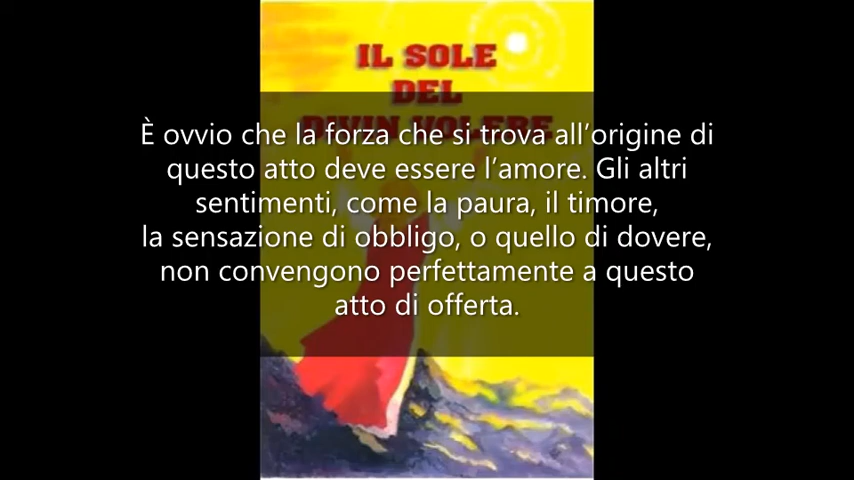 IL SOLE
DEL
DIVIN VOLERE
È ovvio che la forza che si trova all’origine di
questo atto deve essere l’amore. Gli altri
sentimenti, come la paura, il timore,
la sensazione di obbligo, o quello di dovere,
non convengono perfettamente a questo
atto di offerta.